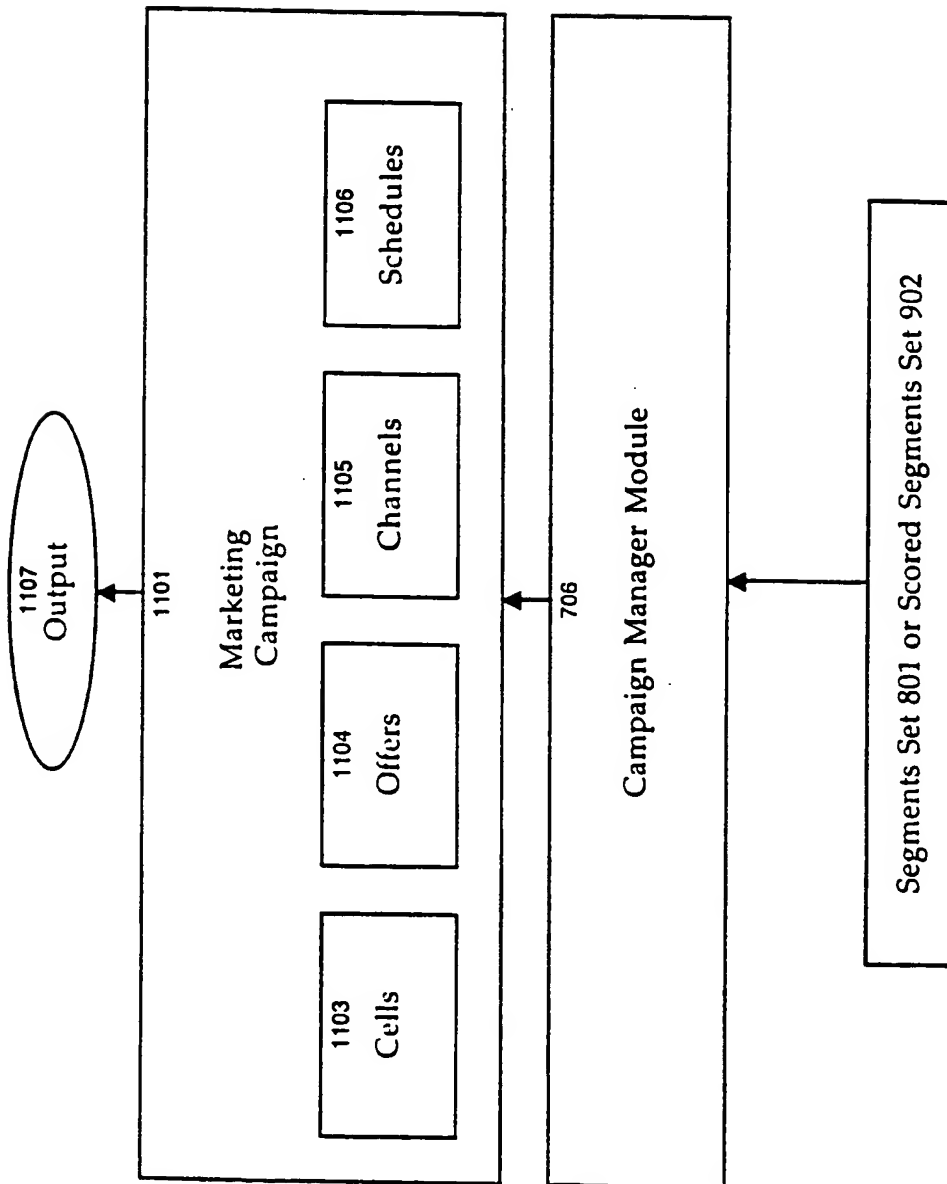 1107
Output
1101
Marketing
Campaign
1103
Cells
1104
Offers
1105
Channels
1106
Schedules
706
Campaign Manager Module
Segments Set 801 or Scored Segments Set 902